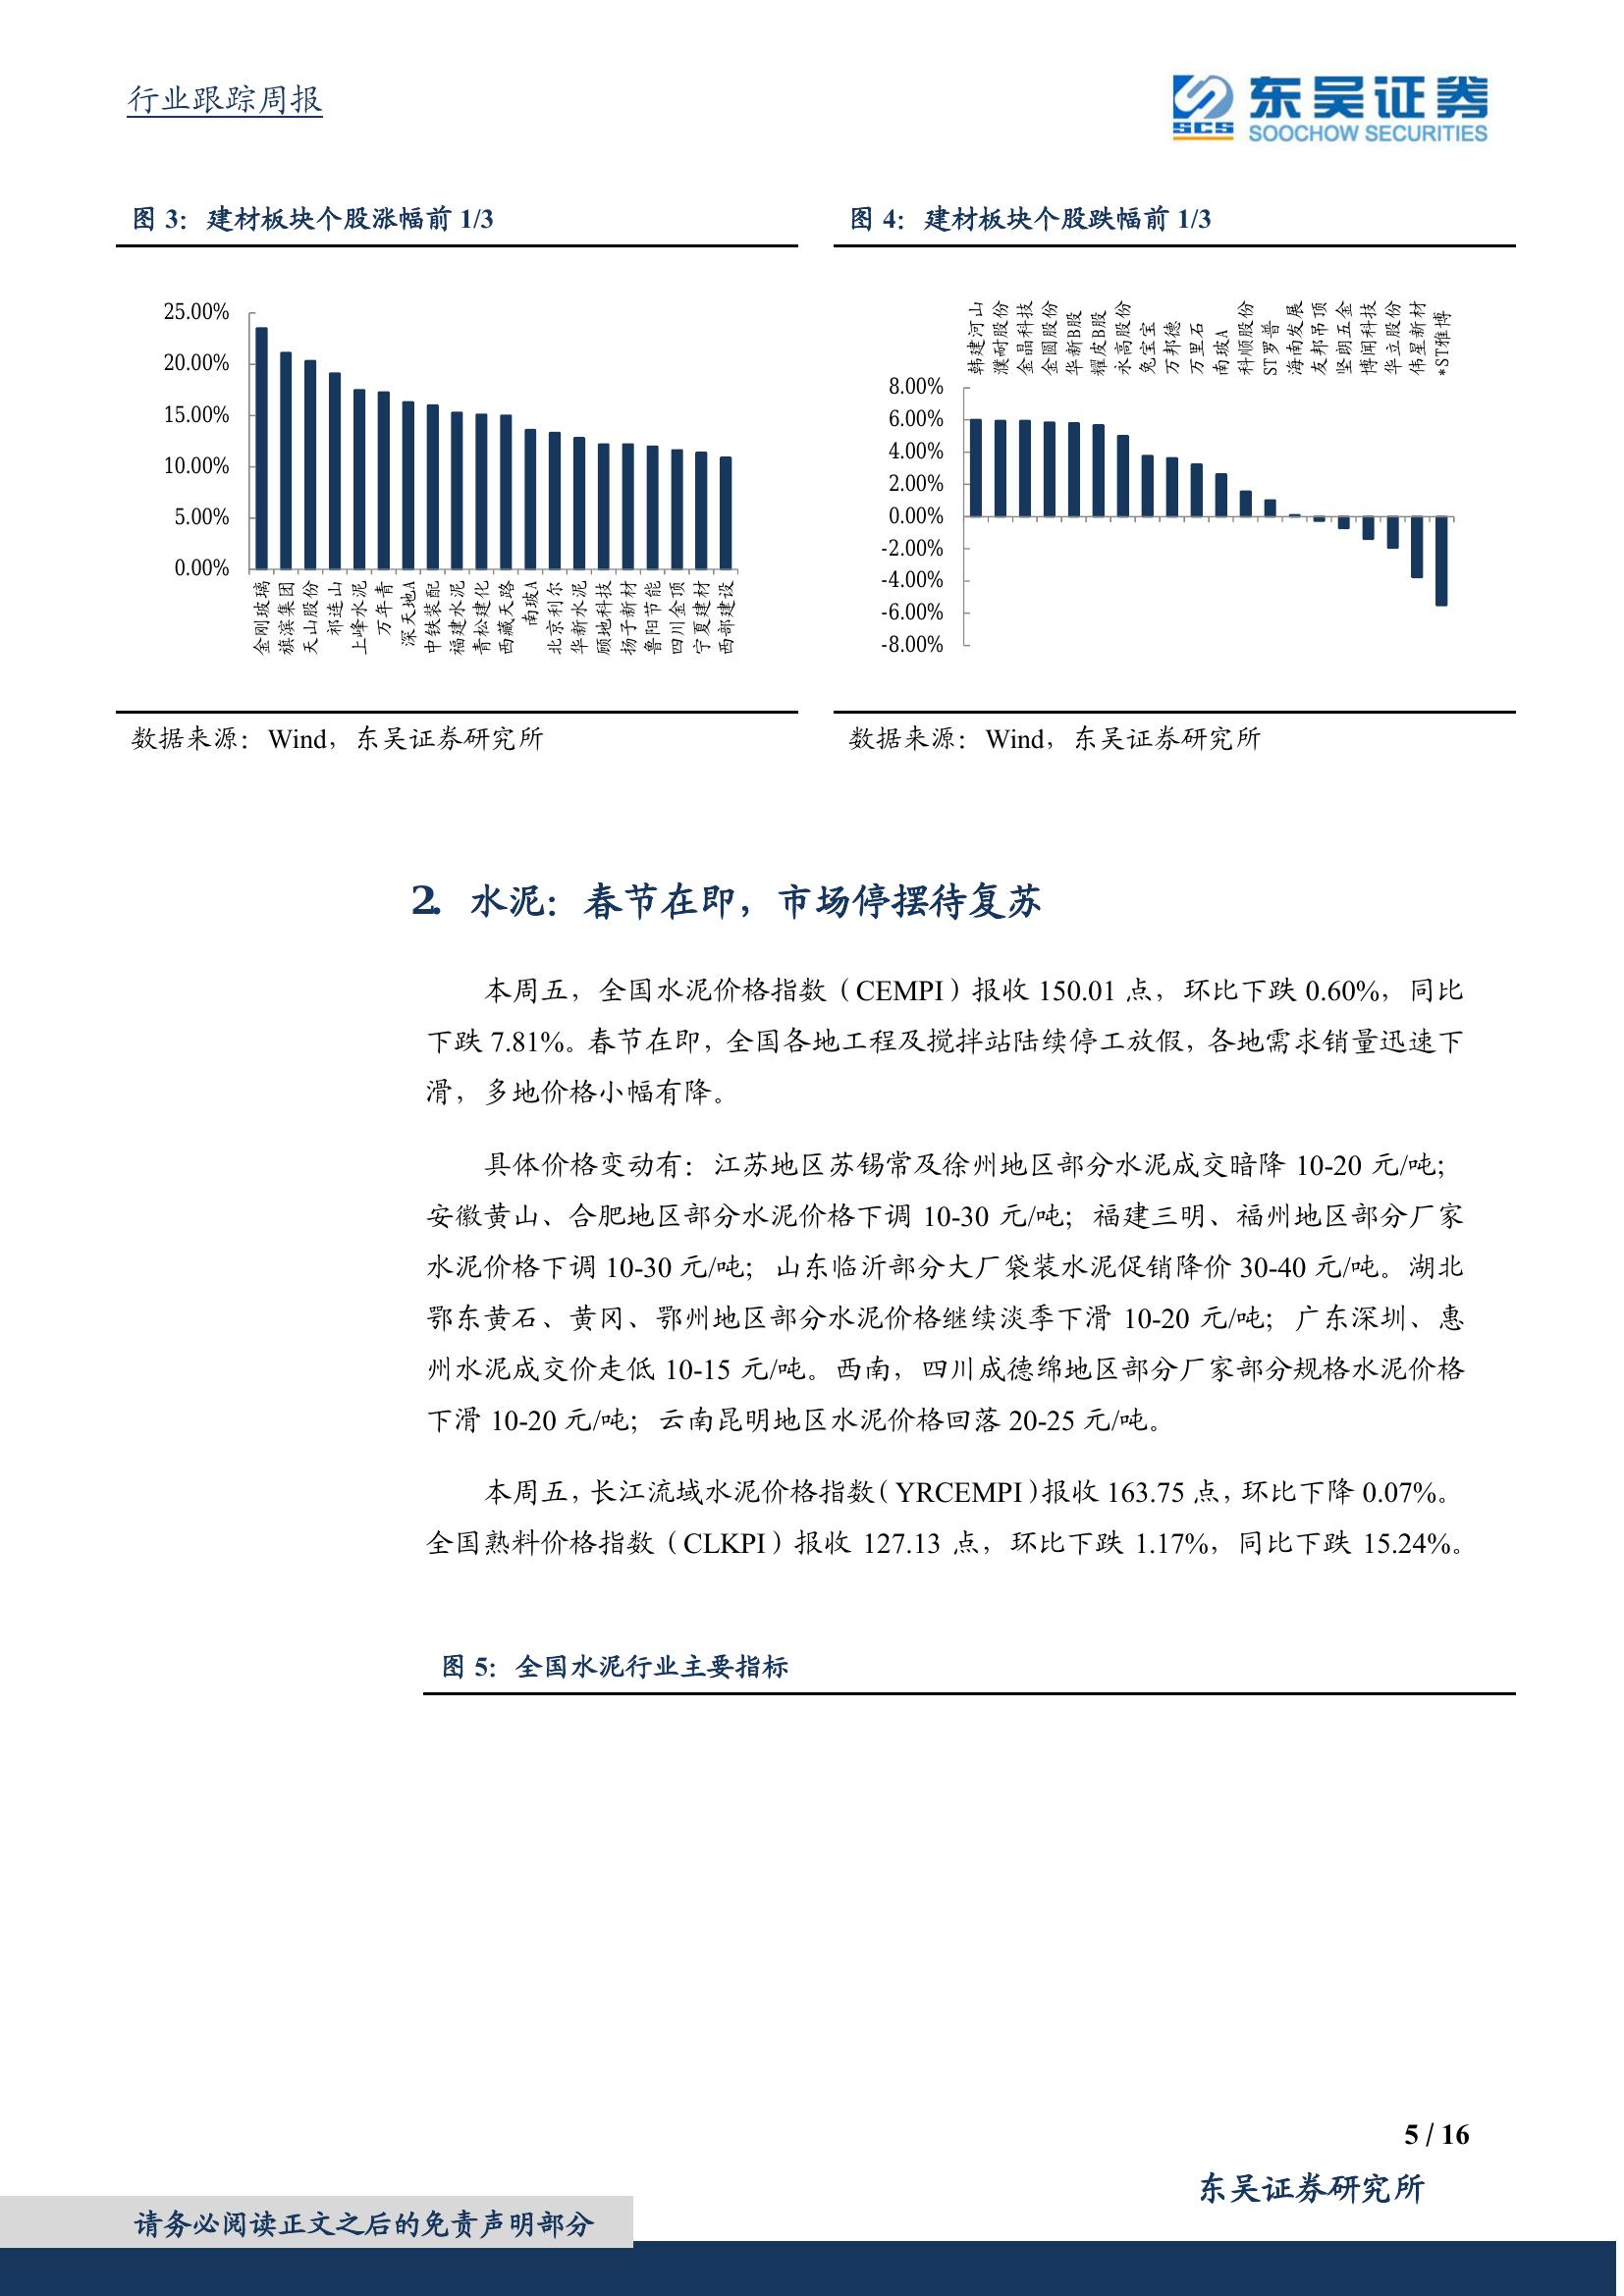 行业跟踪周报
东吴证券
SCS
SOOCHOW SECURITIES
图 3：建材板块个股涨幅前 1/3
25.00%
20.00%
15.00%
10.00%
5.00%
0.00%
金刚玻璃
旗滨集团
天山股份
祁连山
上峰水泥
万年青
深天地A
中铁装配
福建水泥
青松建化
西藏天路
南玻A
北京利尔
华新水泥
顾地科技
扬子新材
鲁阳节能
四川金顶
宁夏建材
西部建设
数据来源：Wind，东吴证券研究所
图 4：建材板块个股跌幅前 1/3
韩建河山
濮耐股份
金晶科技
金圆股份
华新B股
耀皮B股
永高股份
兔宝宝
万邦德
万里石
南玻A
科顺股份
ST罗普
海南发展
友邦吊顶
坚朗五金
博闻科技
华立股份
伟星新材
*ST雅博
8.00%
6.00%
4.00%
2.00%
0.00%
-2.00%
-4.00%
-6.00%
-8.00%
数据来源：Wind，东吴证券研究所
2. 水泥：春节在即，市场停摆待复苏
本周五，全国水泥价格指数（CEMPI）报收 150.01 点，环比下跌 0.60%，同比
下跌 7.81%。春节在即，全国各地工程及搅拌站陆续停工放假，各地需求销量迅速下
滑，多地价格小幅有降。
具体价格变动有：江苏地区苏锡常及徐州地区部分水泥成交暗降 10-20 元/吨；
安徽黄山、合肥地区部分水泥价格下调 10-30 元/吨；福建三明、福州地区部分厂家
水泥价格下调 10-30 元/吨；山东临沂部分大厂袋装水泥促销降价 30-40 元/吨。湖北
鄂东黄石、黄冈、鄂州地区部分水泥价格继续淡季下滑 10-20 元/吨；广东深圳、惠
州水泥成交价走低 10-15 元/吨。西南，四川成德绵地区部分厂家部分规格水泥价格
下滑 10-20 元/吨；云南昆明地区水泥价格回落 20-25 元/吨。
本周五，长江流域水泥价格指数（YRCEMPI）报收 163.75 点，环比下降 0.07%。
全国熟料价格指数（CLKPI）报收 127.13 点，环比下跌 1.17%，同比下跌 15.24%。
图 5：全国水泥行业主要指标
5 / 16
东吴证券研究所
请务必阅读正文之后的免责声明部分